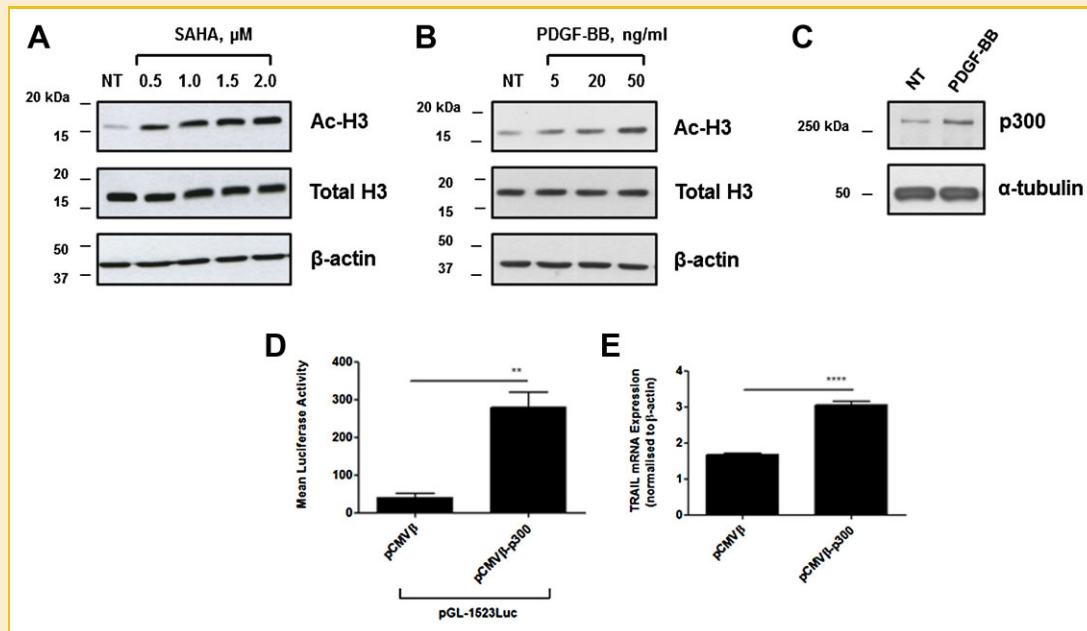 A
SAHA, µM
NT 0.5 1.0 1.5 2.0
20 kDa
15
Ac-H3
20
15
Total H3
50
37
β-actin
B
PDGF-BB, ng/ml
NT 5 20 50
20 kDa
15
Ac-H3
20
15
Total H3
50
37
β-actin
C
NT PDGF-BB
250 kDa
p300
50
α-tubulin
D
Mean Luciferase Activity
400
300
200
100
0
**
pCMVβ
pCMVβ-p300
pGL-1523Luc
E
TRAIL mRNA Expression
(normalised to β-actin)
4
3
2
1
0
****
pCMVβ
pCMVβ-p300